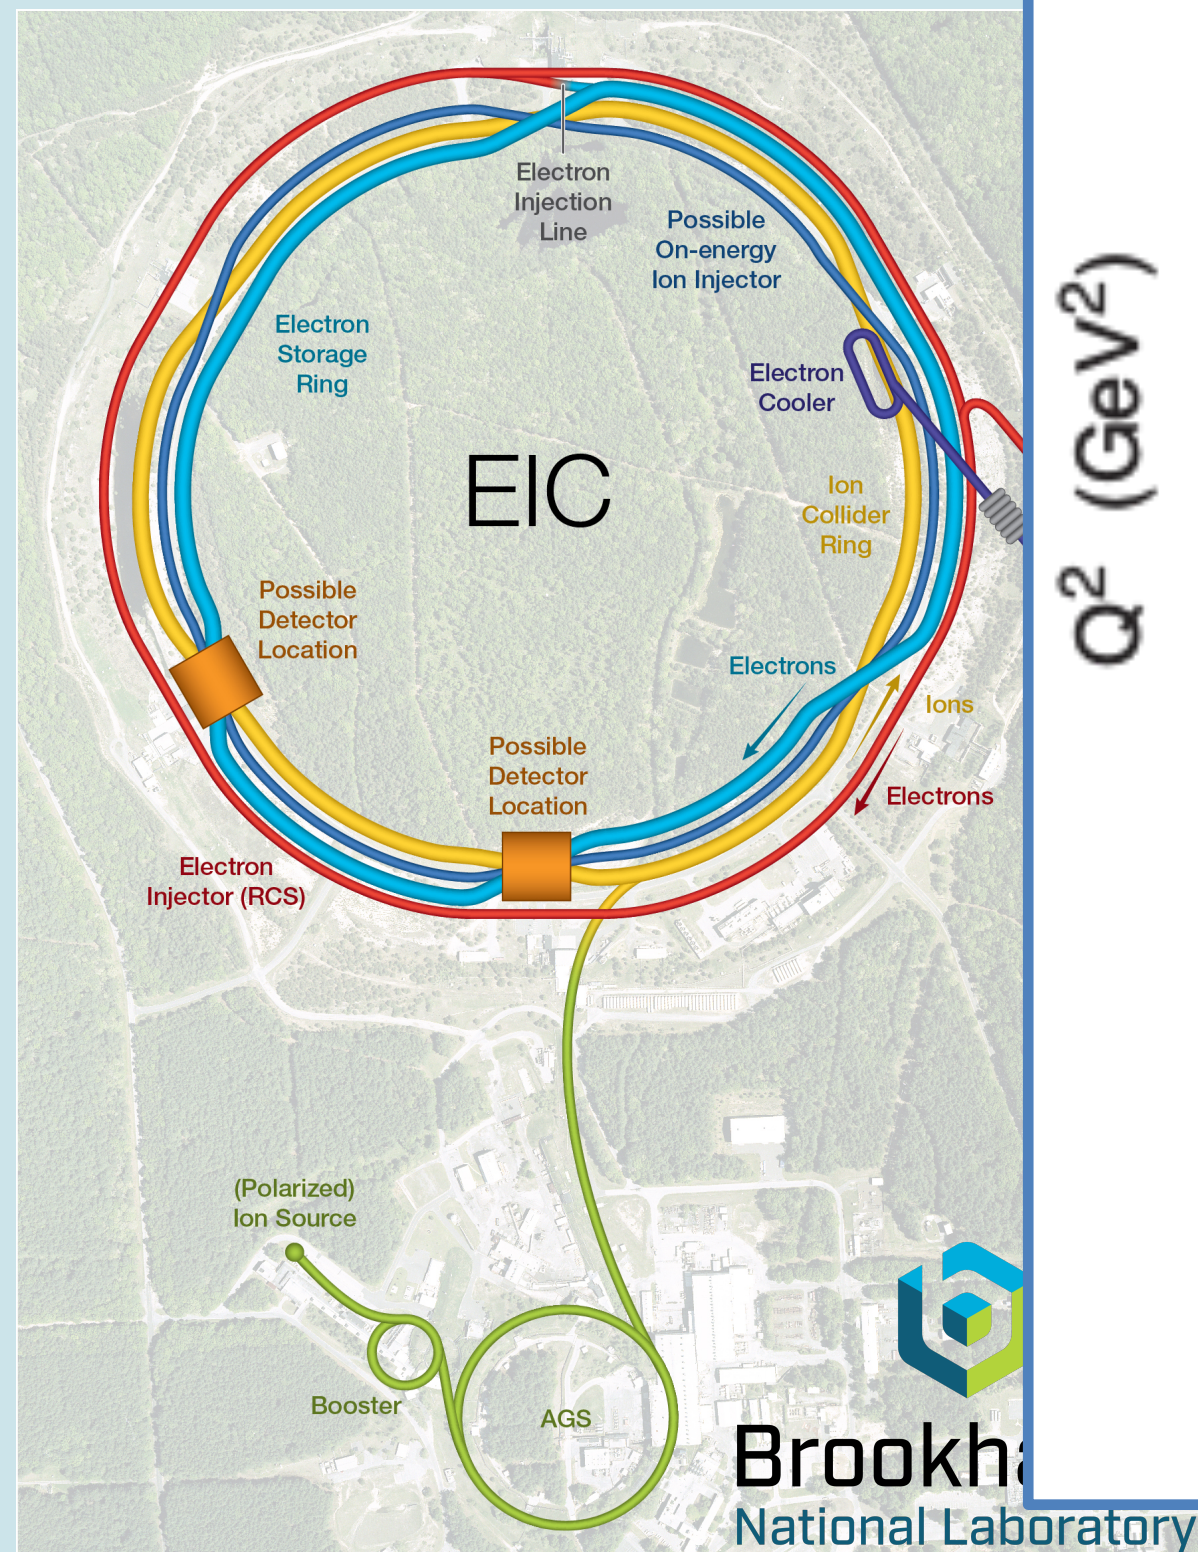 Electron
Injection
Line
Possible
On-energy
Ion Injector
Electron
Storage
Ring
Electron
Cooler
EIC
Ion
Collider
Ring
Possible
Detector
Location
Electrons
Ions
Possible
Detector
Location
Electrons
Electron
Injector (RCS)
(Polarized)
Ion Source
Booster
AGS
Brookha
National Laboratory
Q² (GeV²)